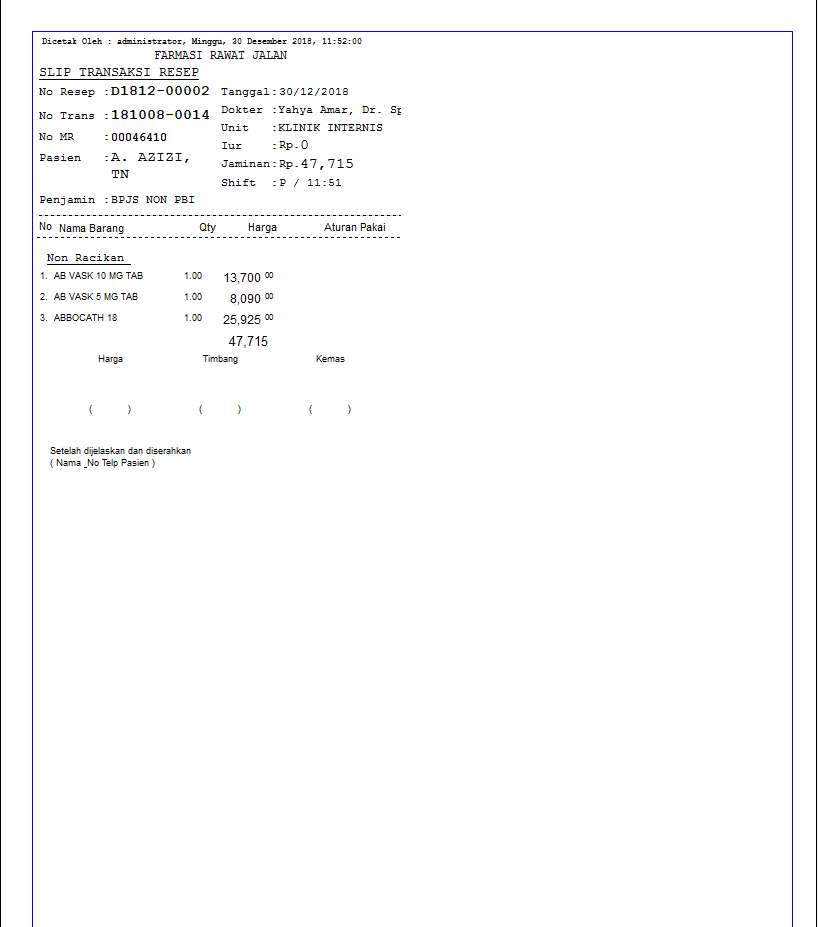 Dicetak Oleh : administrator, Minggu, 30 Desember 2018, 11:52:00
FARMASI RAWAT JALAN
SLIP TRANSAKSI RESEP
No Resep :D1812-00002 Tanggal:30/12/2018
No Trans :181008-0014 Dokter :Yahya Amar, Dr. Sp
No MR :00046410 Unit :KLINIK INTERNIS
Iur :Rp.0
Pasien :A. AZIZI, TN Jaminan:Rp.47,715
Shift :P / 11:51
Penjamin :BPJS NON PBI
No Nama Barang Qty Harga Aturan Pakai
Non Racikan
1. AB VASK 10 MG TAB 1.00 13,700 00
2. AB VASK 5 MG TAB 1.00 8,090 00
3. ABBOCATH 18 1.00 25,925 00
47,715
Harga Timbang Kemas
( ) ( ) ( )
Setelah dijelaskan dan diserahkan
( Nama _No Telp Pasien )